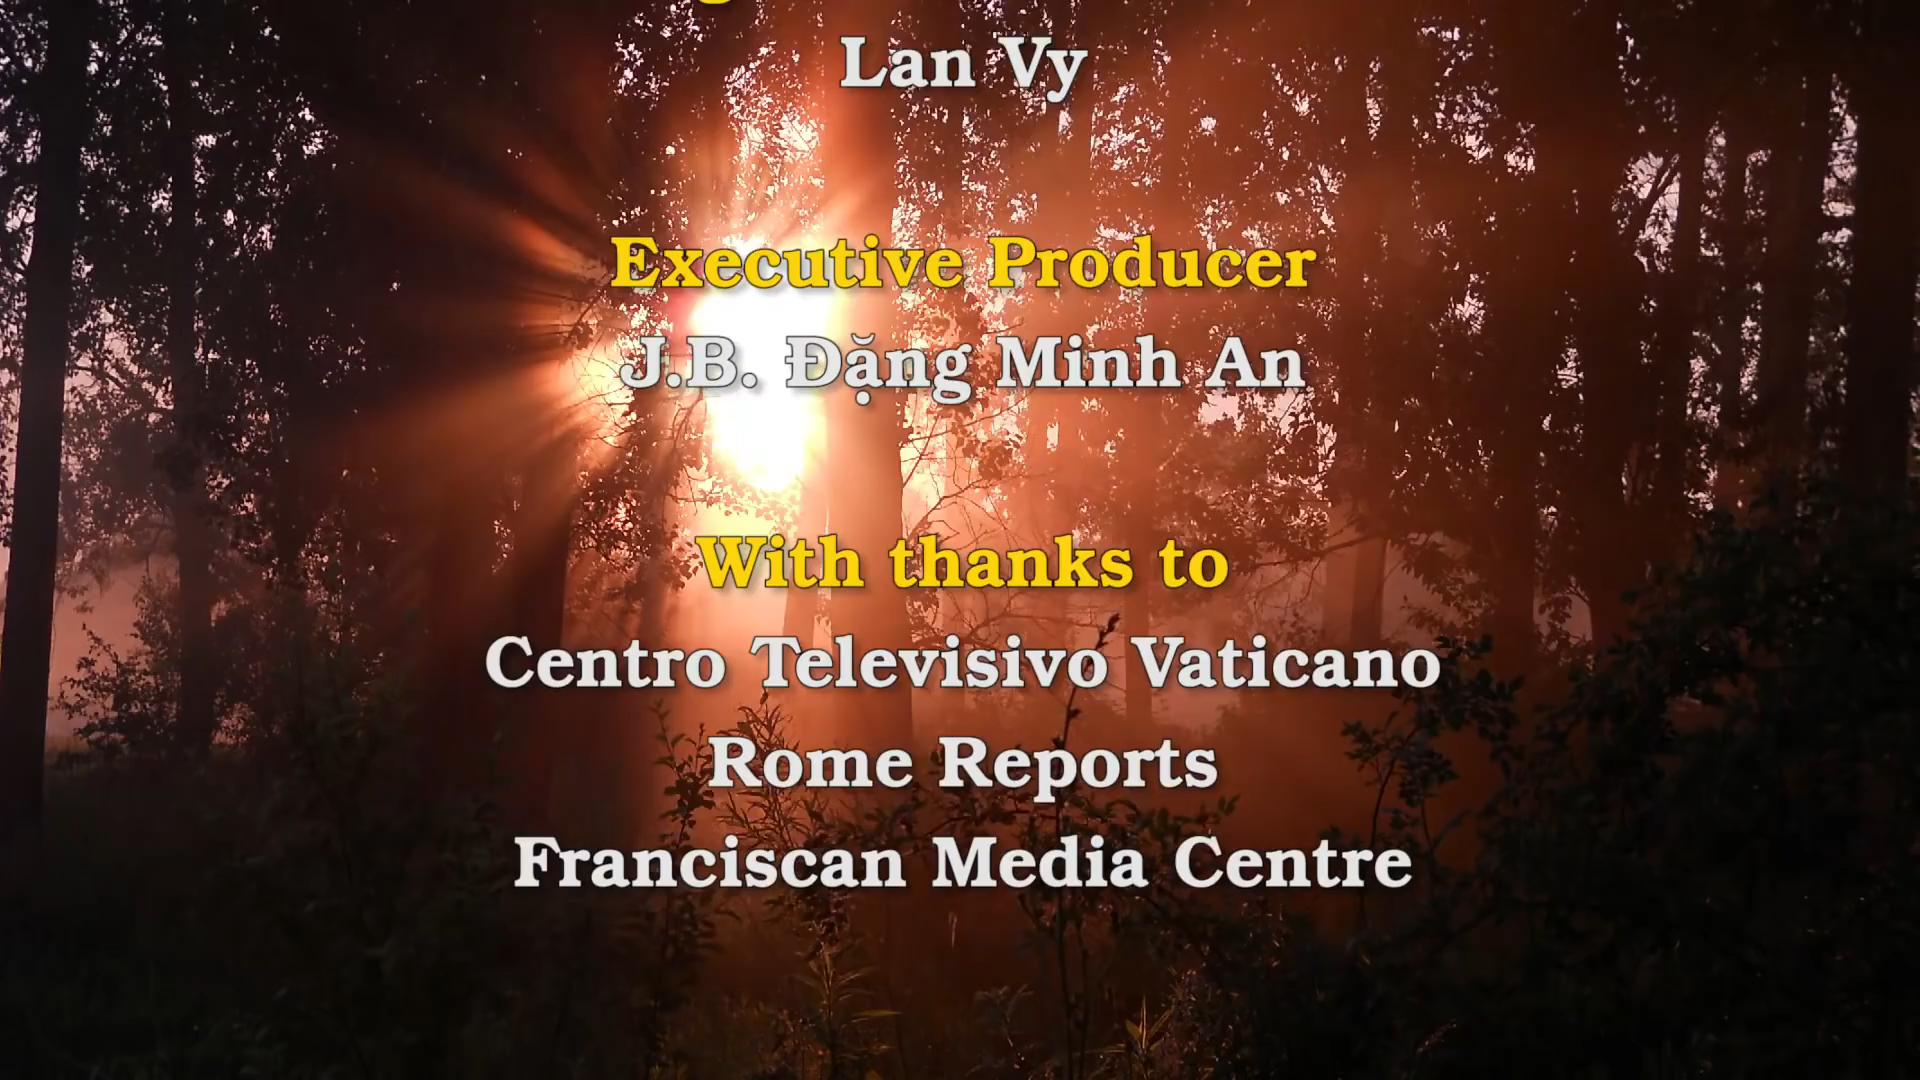 Lan Vy
Executive Producer
J.B. Đặng Minh An
With thanks to
Centro Televisivo Vaticano
Rome Reports
Franciscan Media Centre